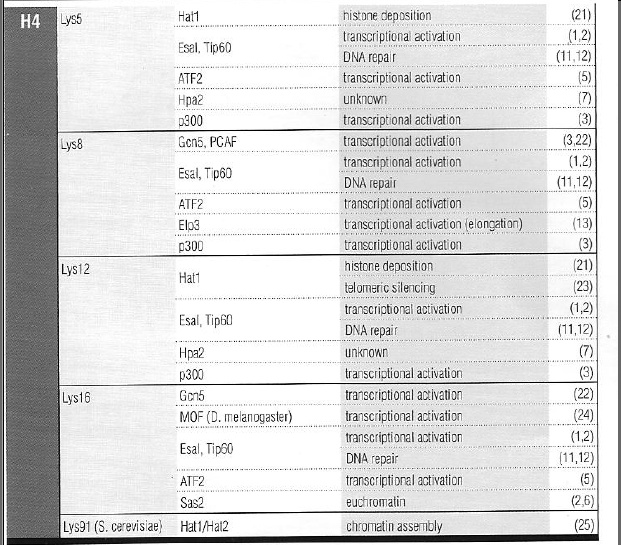 H4 Lys5 Hat1 histone deposition (21)
Esal, Tip60 transcriptional activation (1,2)
DNA repair (11,12)
ATF2 transcriptional activation (5)
Hpa2 unknown (7)
p300 transcriptional activation (3)
Lys8 Gcn5, PCAF transcriptional activation (3,22)
Esal, Tip60 transcriptional activation (1,2)
DNA repair (11,12)
ATF2 transcriptional activation (5)
Elp3 transcriptional activation (elongation) (13)
p300 transcriptional activation (3)
Lys12 Hat1 histone deposition (21)
telomeric silencing (23)
Esal, Tip60 transcriptional activation (1,2)
DNA repair (11,12)
Hpa2 unknown (7)
p300 transcriptional activation (3)
Lys16 Gcn5 transcriptional activation (22)
MOF (D. melanogaster) transcriptional activation (24)
Esal, Tip60 transcriptional activation (1,2)
DNA repair (11,12)
ATF2 transcriptional activation (5)
Sas2 euchromatin (2,6)
Lys91 (S. cerevisiae) Hat1/Hat2 chromatin assembly (25)